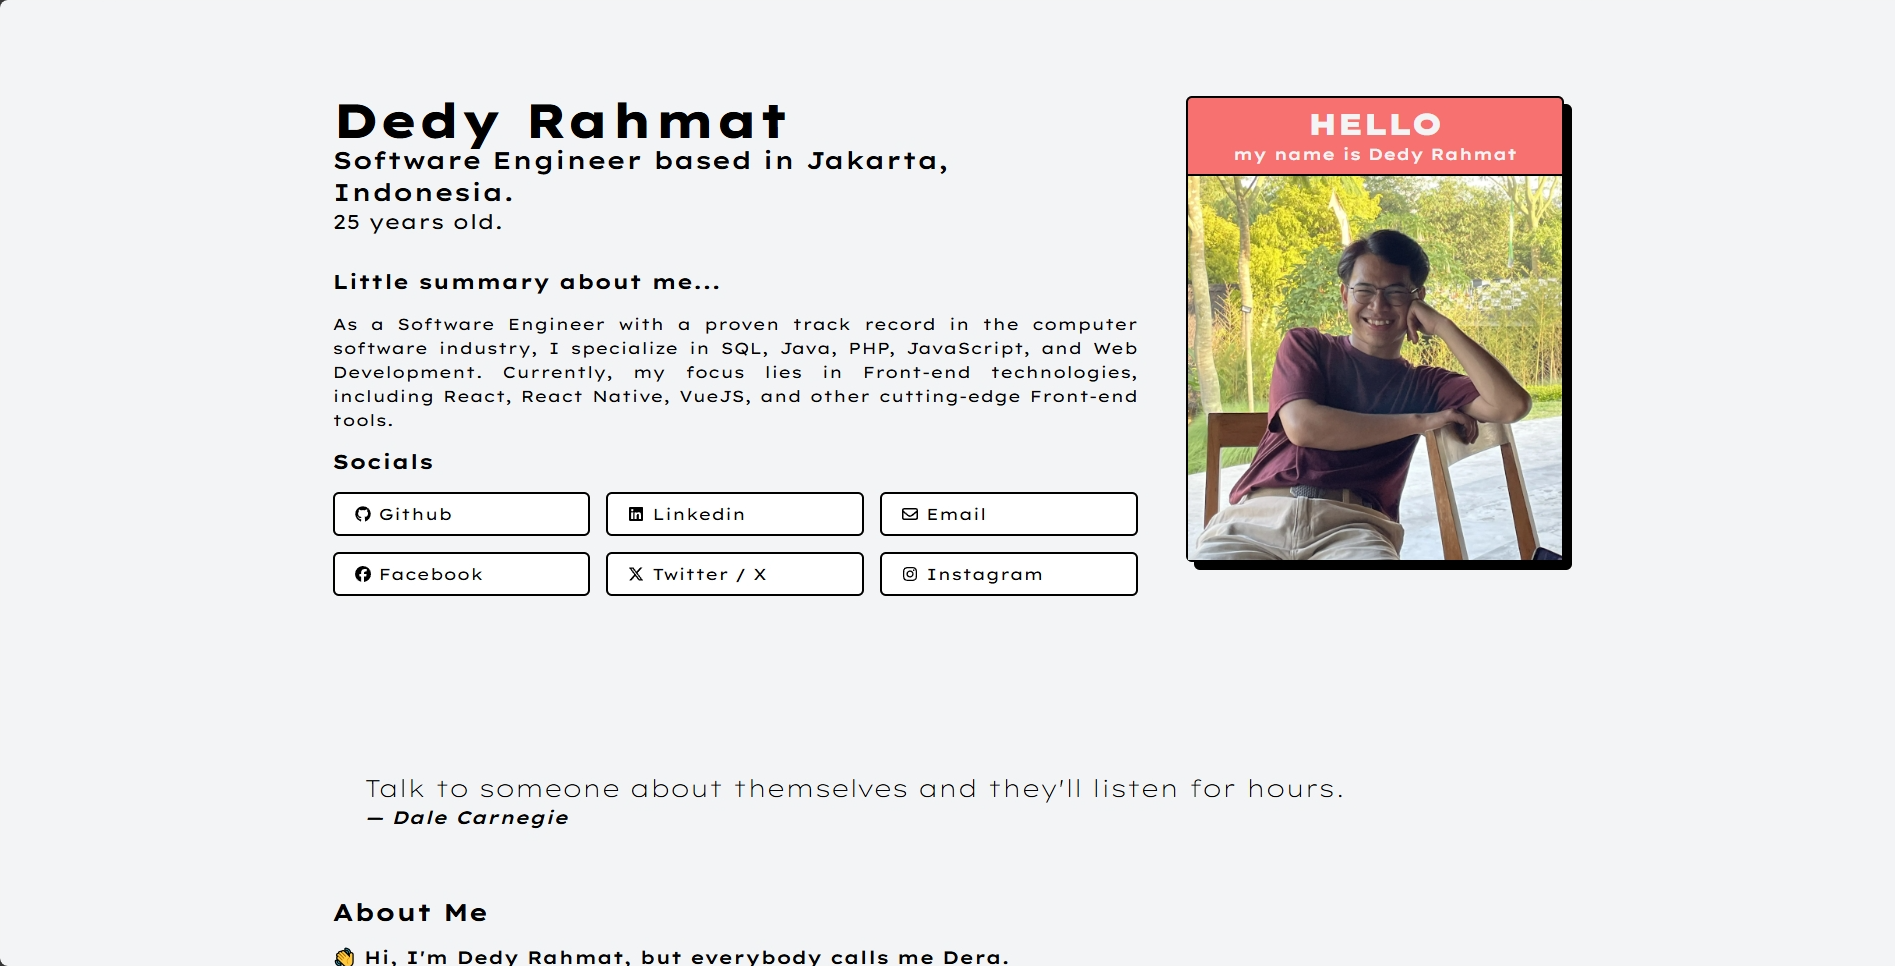 Dedy Rahmat
Software Engineer based in Jakarta,
Indonesia.
25 years old.
Little summary about me...
As a Software Engineer with a proven track record in the computer
software industry, I specialize in SQL, Java, PHP, JavaScript, and Web
Development. Currently, my focus lies in Front-end technologies,
including React, React Native, VueJS, and other cutting-edge Front-end
tools.
Socials
Github
Linkedin
Email
Facebook
Twitter / X
Instagram
HELLO
my name is Dedy Rahmat
Talk to someone about themselves and they'll listen for hours.
— Dale Carnegie
About Me
👋 Hi, I'm Dedy Rahmat, but everybody calls me Dera.